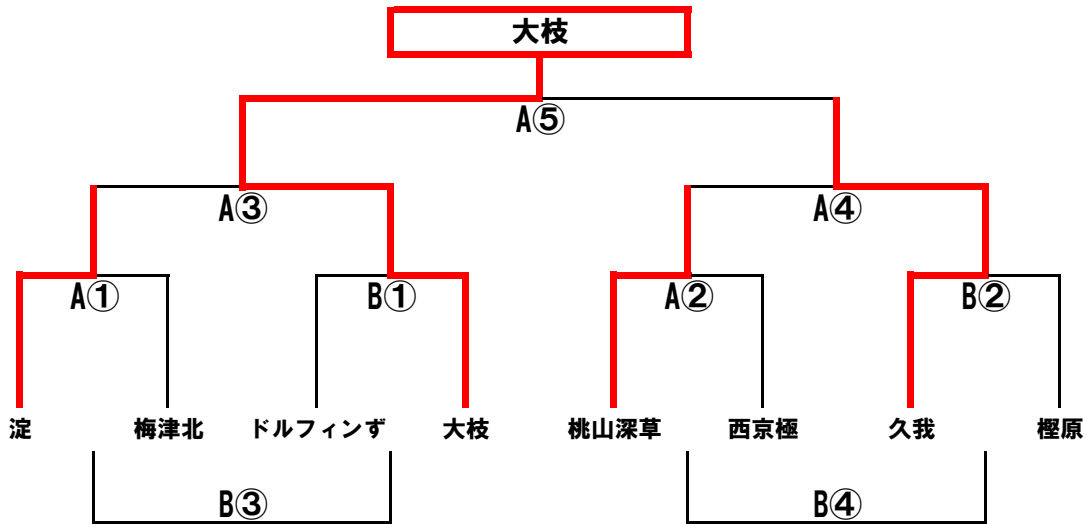 大枝
A⑤
A③ A④
A① B① A② B②
淀 梅津北 ドルフィンず 大枝 桃山深草 西京極 久我 樫原
B③ B④